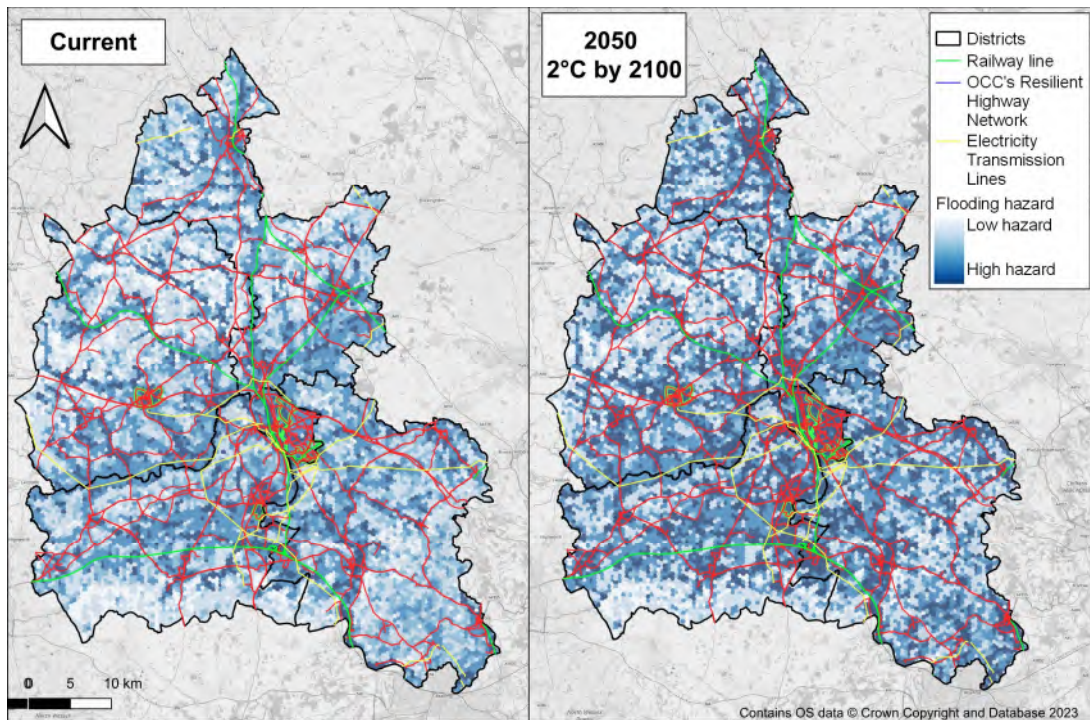 Current
2050
2°C by 2100
Districts
Railway line
OCC's Resilient
Highway
Network
Electricity
Transmission
Lines
Flooding hazard
Low hazard
High hazard
0 5 10 km
Contains OS data © Crown Copyright and Database 2023